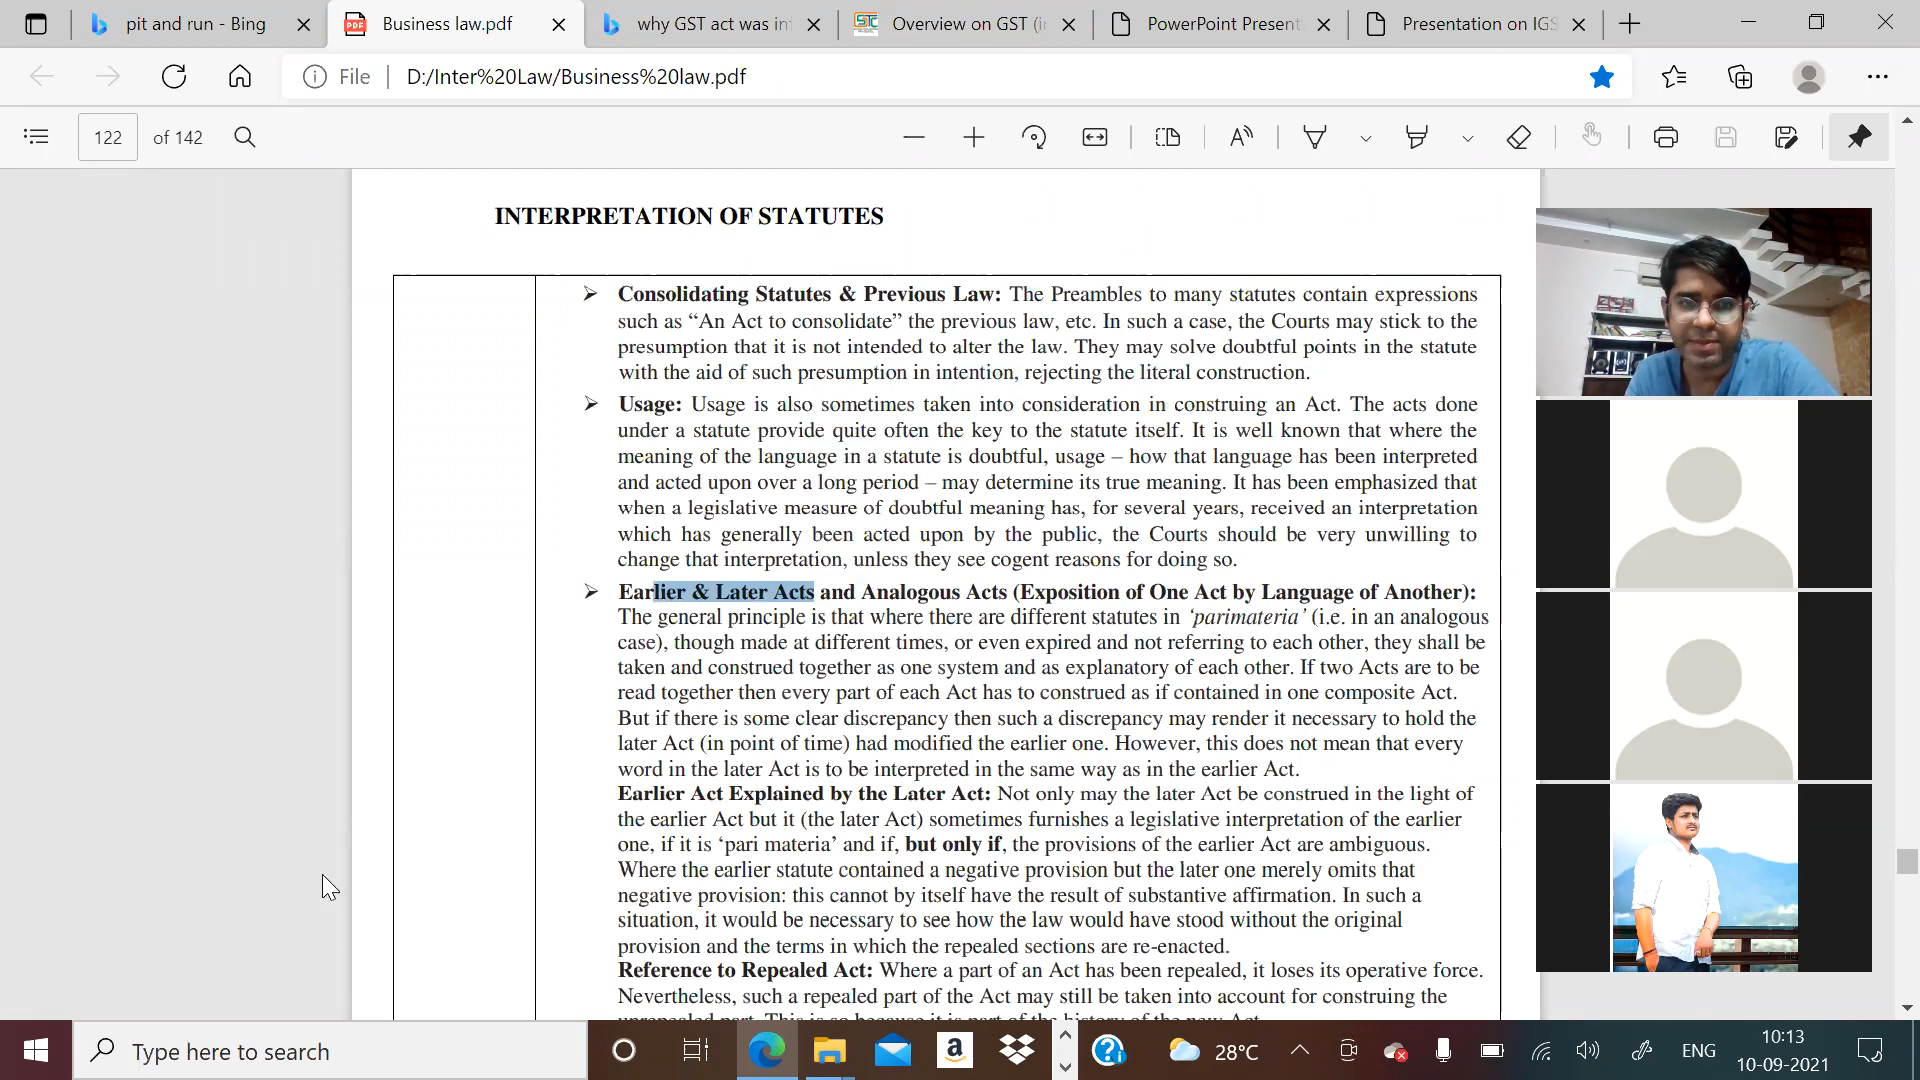 pit and run - Bing
Business law.pdf
why GST act was in
Overview on GST (i
PowerPoint Present
Presentation on IGS
File
D:/Inter%20Law/Business%20law.pdf
122 of 142
INTERPRETATION OF STATUTES
➢ Consolidating Statutes & Previous Law: The Preambles to many statutes contain expressions
such as “An Act to consolidate” the previous law, etc. In such a case, the Courts may stick to the
presumption that it is not intended to alter the law. They may solve doubtful points in the statute
with the aid of such presumption in intention, rejecting the literal construction.
➢ Usage: Usage is also sometimes taken into consideration in construing an Act. The acts done
under a statute provide quite often the key to the statute itself. It is well known that where the
meaning of the language in a statute is doubtful, usage – how that language has been interpreted
and acted upon over a long period – may determine its true meaning. It has been emphasized that
when a legislative measure of doubtful meaning has, for several years, received an interpretation
which has generally been acted upon by the public, the Courts should be very unwilling to
change that interpretation, unless they see cogent reasons for doing so.
➢ Earlier & Later Acts and Analogous Acts (Exposition of One Act by Language of Another):
The general principle is that where there are different statutes in ‘parimateria’ (i.e. in an analogous
case), though made at different times, or even expired and not referring to each other, they shall be
taken and construed together as one system and as explanatory of each other. If two Acts are to be
read together then every part of each Act has to construed as if contained in one composite Act.
But if there is some clear discrepancy then such a discrepancy may render it necessary to hold the
later Act (in point of time) had modified the earlier one. However, this does not mean that every
word in the later Act is to be interpreted in the same way as in the earlier Act.
Earlier Act Explained by the Later Act: Not only may the later Act be construed in the light of
the earlier Act but it (the later Act) sometimes furnishes a legislative interpretation of the earlier
one, if it is ‘pari materia’ and if, but only if, the provisions of the earlier Act are ambiguous.
Where the earlier statute contained a negative provision but the later one merely omits that
negative provision: this cannot by itself have the result of substantive affirmation. In such a
situation, it would be necessary to see how the law would have stood without the original
provision and the terms in which the repealed sections are re-enacted.
Reference to Repealed Act: Where a part of an Act has been repealed, it loses its operative force.
Nevertheless, such a repealed part of the Act may still be taken into account for construing the
unrepealed part. This is so because it is part of the history of the new Act.
Type here to search
28°C
ENG
10:13
10-09-2021